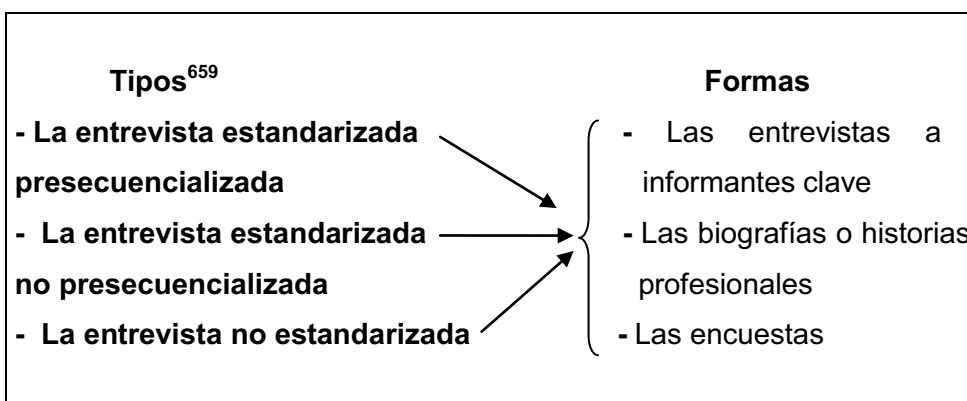 Tipos659
- La entrevista estandarizada
presecuencializada
- La entrevista estandarizada
no presecuencializada
- La entrevista no estandarizada
Formas
- Las entrevistas a
informantes clave
- Las biografías o historias
profesionales
- Las encuestas